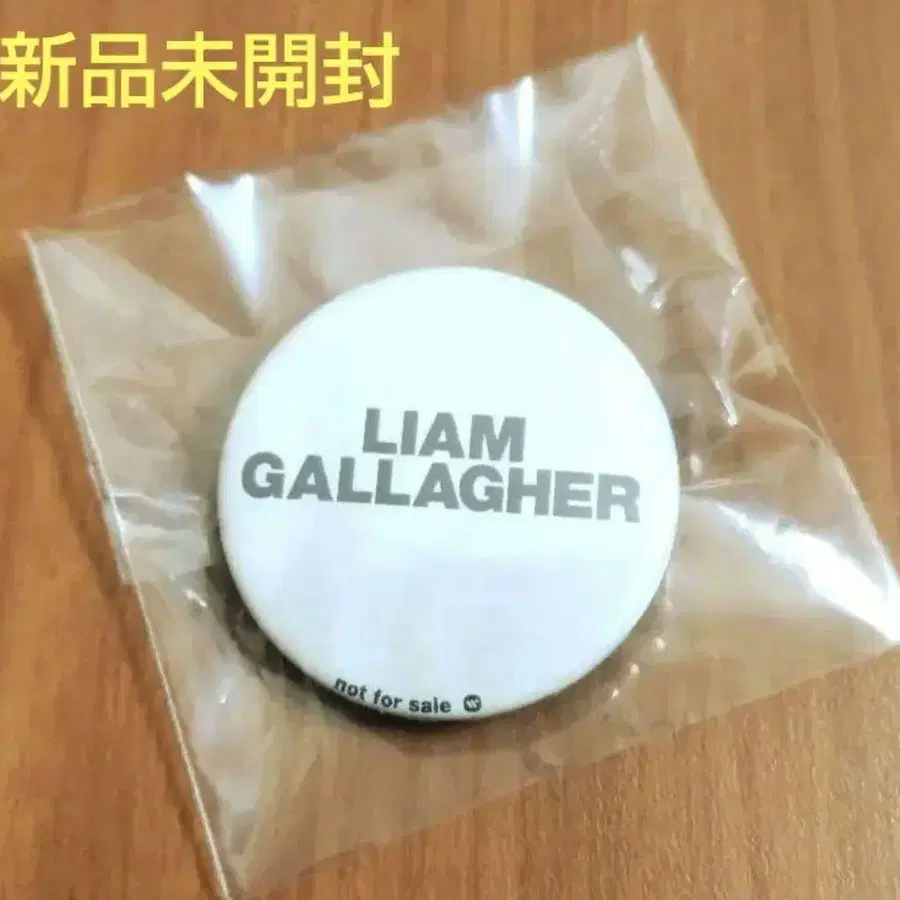 新品未開封
LIAM
GALLAGHER
not for sale